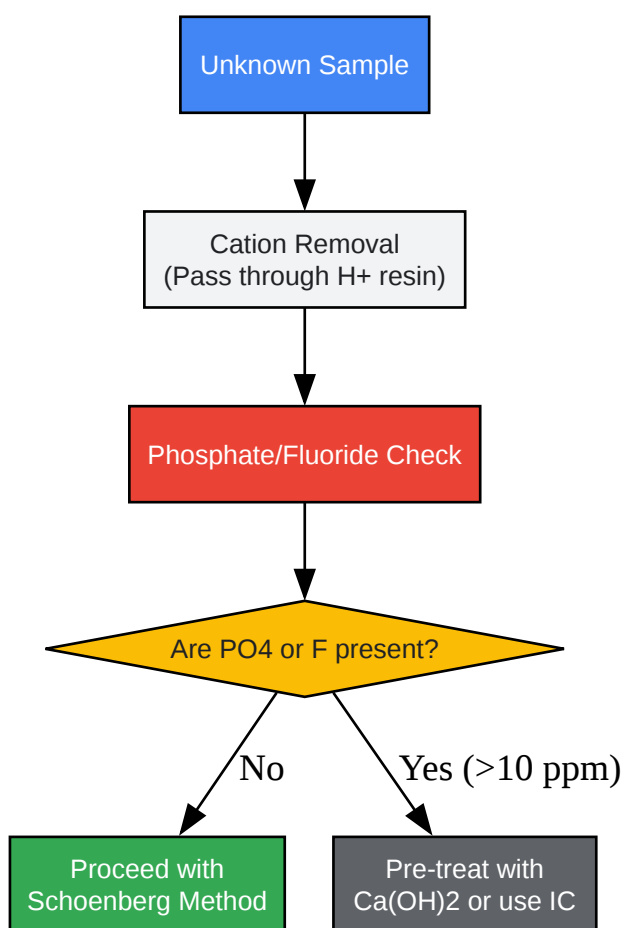 Unknown Sample
Cation Removal
(Pass through H+ resin)
Phosphate/Fluoride Check
Are PO4 or F present?
No
Yes (>10 ppm)
Proceed with
Schoenberg Method
Pre-treat with
Ca(OH)2 or use IC